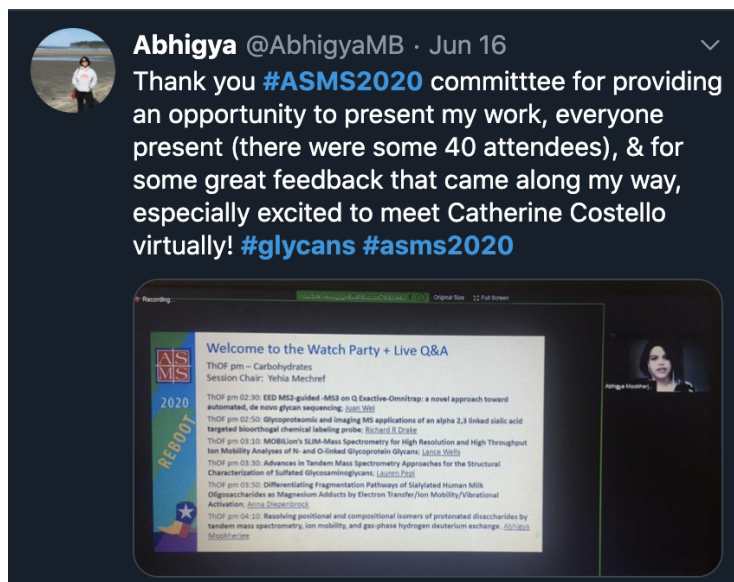 Abhigya @AbhigyaMB · Jun 16
Thank you #ASMS2020 committtee for providing
an opportunity to present my work, everyone
present (there were some 40 attendees), & for
some great feedback that came along my way,
especially excited to meet Catherine Costello
virtually! #glycans #asms2020
Recording
Original Size Full Screen
AS
MS
2020
REBOOT
Welcome to the Watch Party + Live Q&A
ThOF pm – Carbohydrates
Session Chair: Yehia Mechref
ThOF pm 02:30: EED MS2-guided -MS3 on Q Exactive-Omnitrap: a novel approach toward
automated, de novo glycan sequencing; Juan Wei
ThOF pm 02:50: Glycoproteomic and imaging MS applications of an alpha 2,3 linked sialic acid
targeted bioorthogal chemical labeling probe; Richard R Drake
ThOF pm 03:10: MOBILion's SLIM-Mass Spectrometry for High Resolution and High Throughput
Ion Mobility Analyses of N- and O-linked Glycoprotein Glycans; Lance Wells
ThOF pm 03:30: Advances in Tandem Mass Spectrometry Approaches for the Structural
Characterization of Sulfated Glycosaminoglycans; Lauren Pepi
ThOF pm 03:50: Differentiating Fragmentation Pathways of Sialylated Human Milk
Oligosaccharides as Magnesium Adducts by Electron Transfer/Ion Mobility/Vibrational
Activation; Anna Diepenbrock
ThOF pm 04:10: Resolving positional and compositional isomers of protonated disaccharides by
tandem mass spectrometry, ion mobility, and gas-phase hydrogen deuterium exchange; Abhigya
Mookherjee
Abhigya Mookherj...